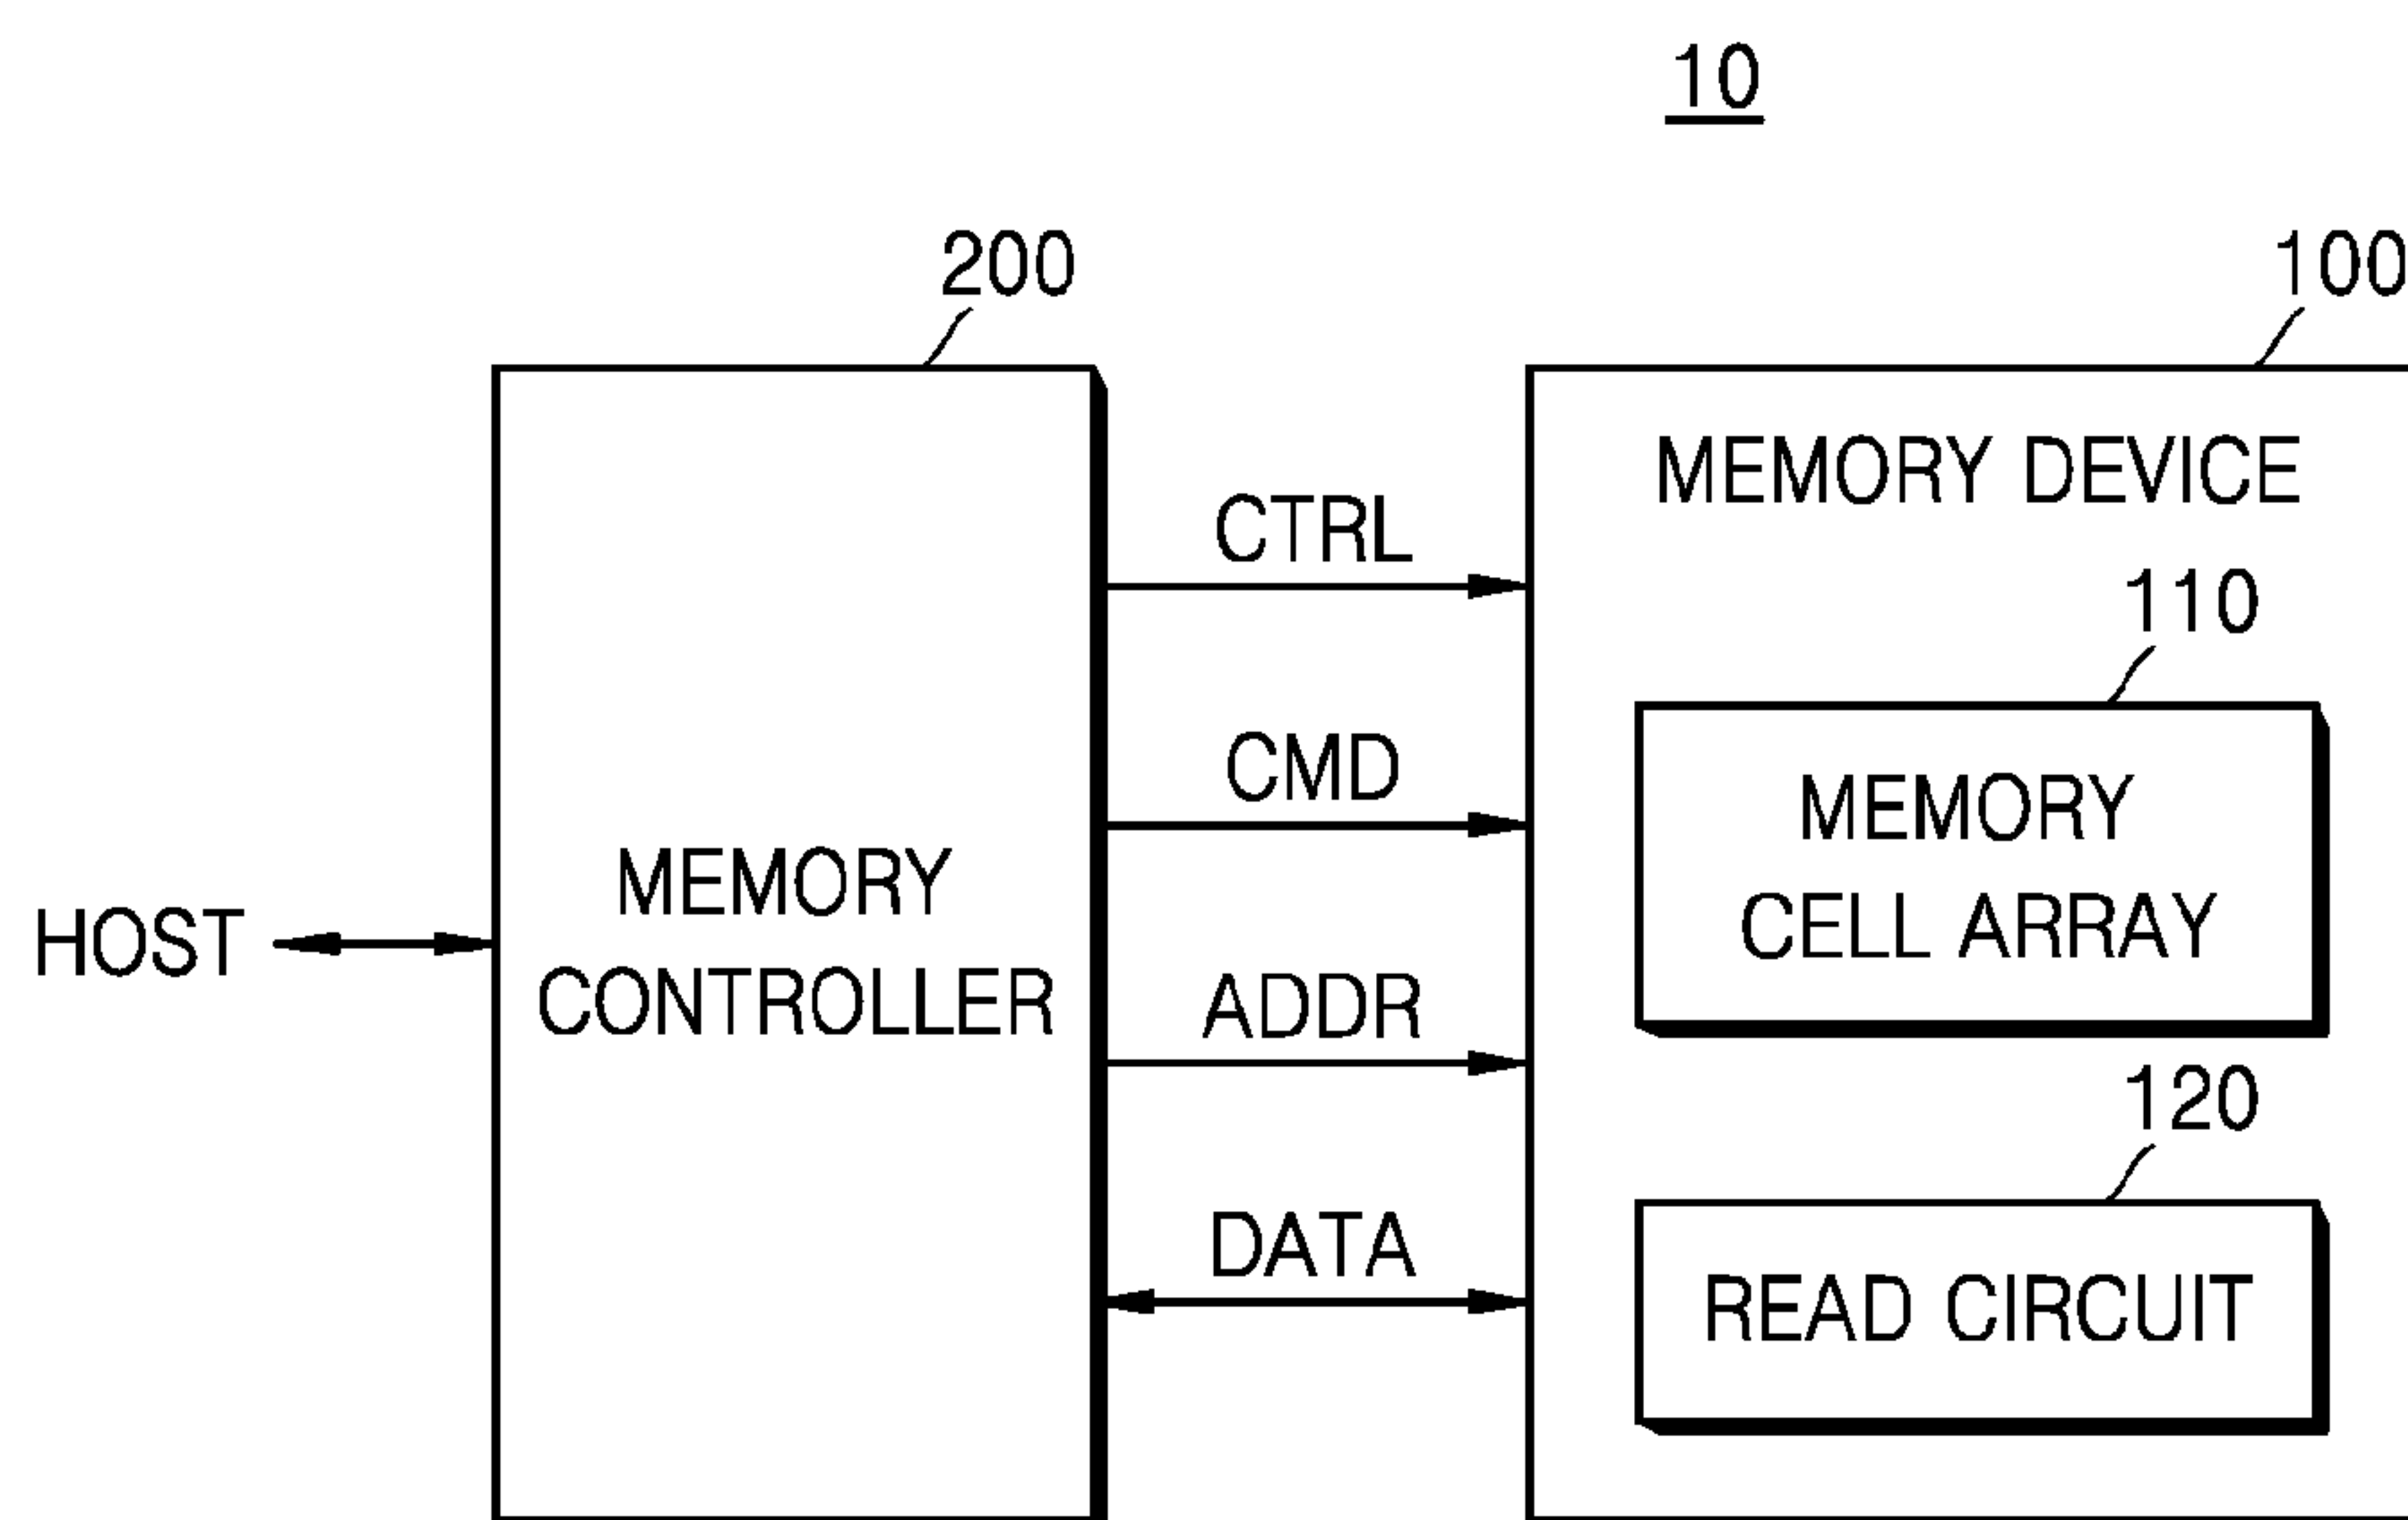 10
200
100
MEMORY DEVICE
CTRL
110
CMD
MEMORY
CELL ARRAY
MEMORY
CONTROLLER
HOST
ADDR
120
DATA
READ CIRCUIT